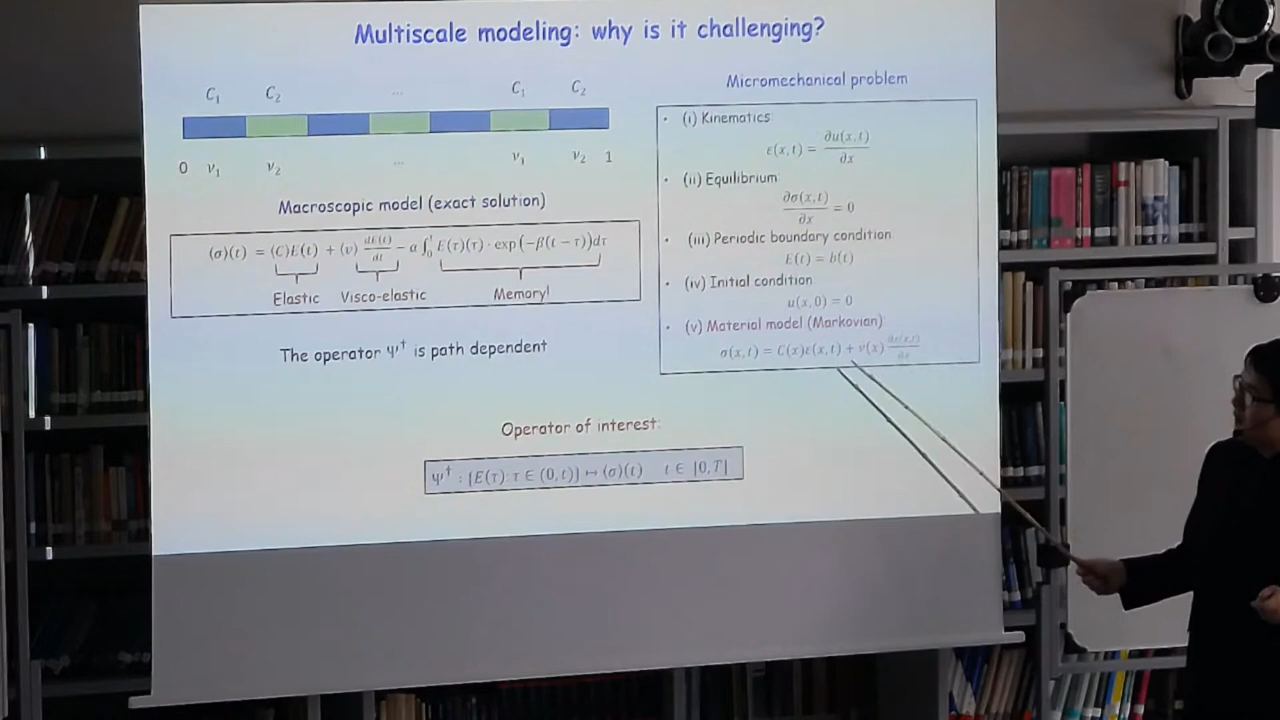 Multiscale modeling: why is it challenging?
C₁ C₂ ... C₁ C₂
0 ν₁ ν₂ ... ν₁ ν₂ 1
Macroscopic model (exact solution)
⟨σ⟩(t) = ⟨C⟩E(t) + ⟨ν⟩ dE(t)/dt − α ∫₀ᵗ E(τ)(τ) · exp(−β(t − τ))dτ
Elastic Visco-elastic Memory!
The operator Ψ† is path dependent
Micromechanical problem
• (i) Kinematics:
ε(x,t) = ∂u(x,t)/∂x
• (ii) Equilibrium:
∂σ(x,t)/∂x = 0
• (iii) Periodic boundary condition:
E(t) = b(t)
• (iv) Initial condition:
u(x,0) = 0
• (v) Material model (Markovian):
σ(x,t) = C(x)ε(x,t) + ν(x)
Operator of interest:
Ψ† : {E(τ): τ ∈ (0,t)} ↦ ⟨σ⟩(t) t ∈ [0,T]